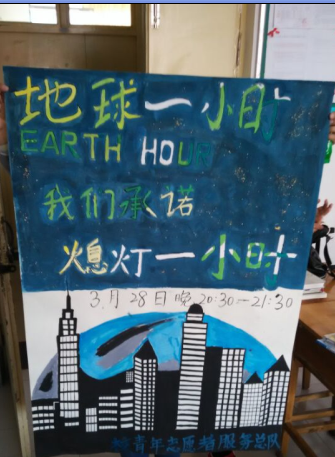 地球一小时
EARTH HOUR
我们承诺
熄灯一小时
3月28日晚20:30—21:30
青年志愿者服务总队